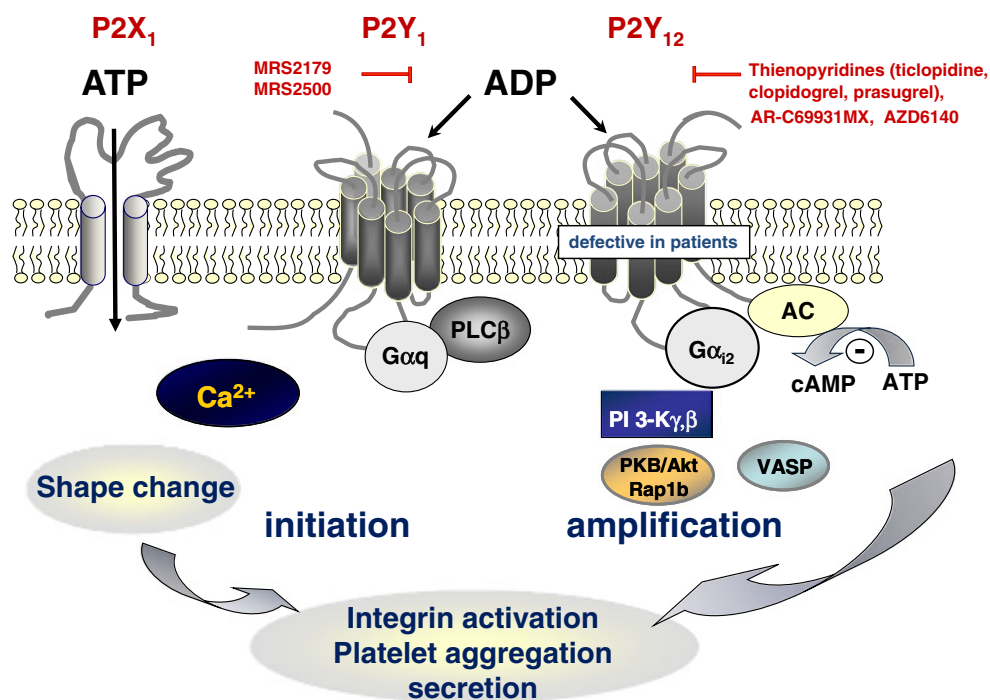 P2X₁
P2Y₁
P2Y₁₂
ATP
MRS2179
MRS2500
ADP
Thienopyridines (ticlopidine,
clopidogrel, prasugrel),
AR-C69931MX, AZD6140
defective in patients
Gαq
PLCβ
Gαi2
AC
-
cAMP
ATP
Ca²⁺
PI 3-Kγ,β
PKB/Akt
Rap1b
VASP
Shape change
initiation
amplification
Integrin activation
Platelet aggregation
secretion